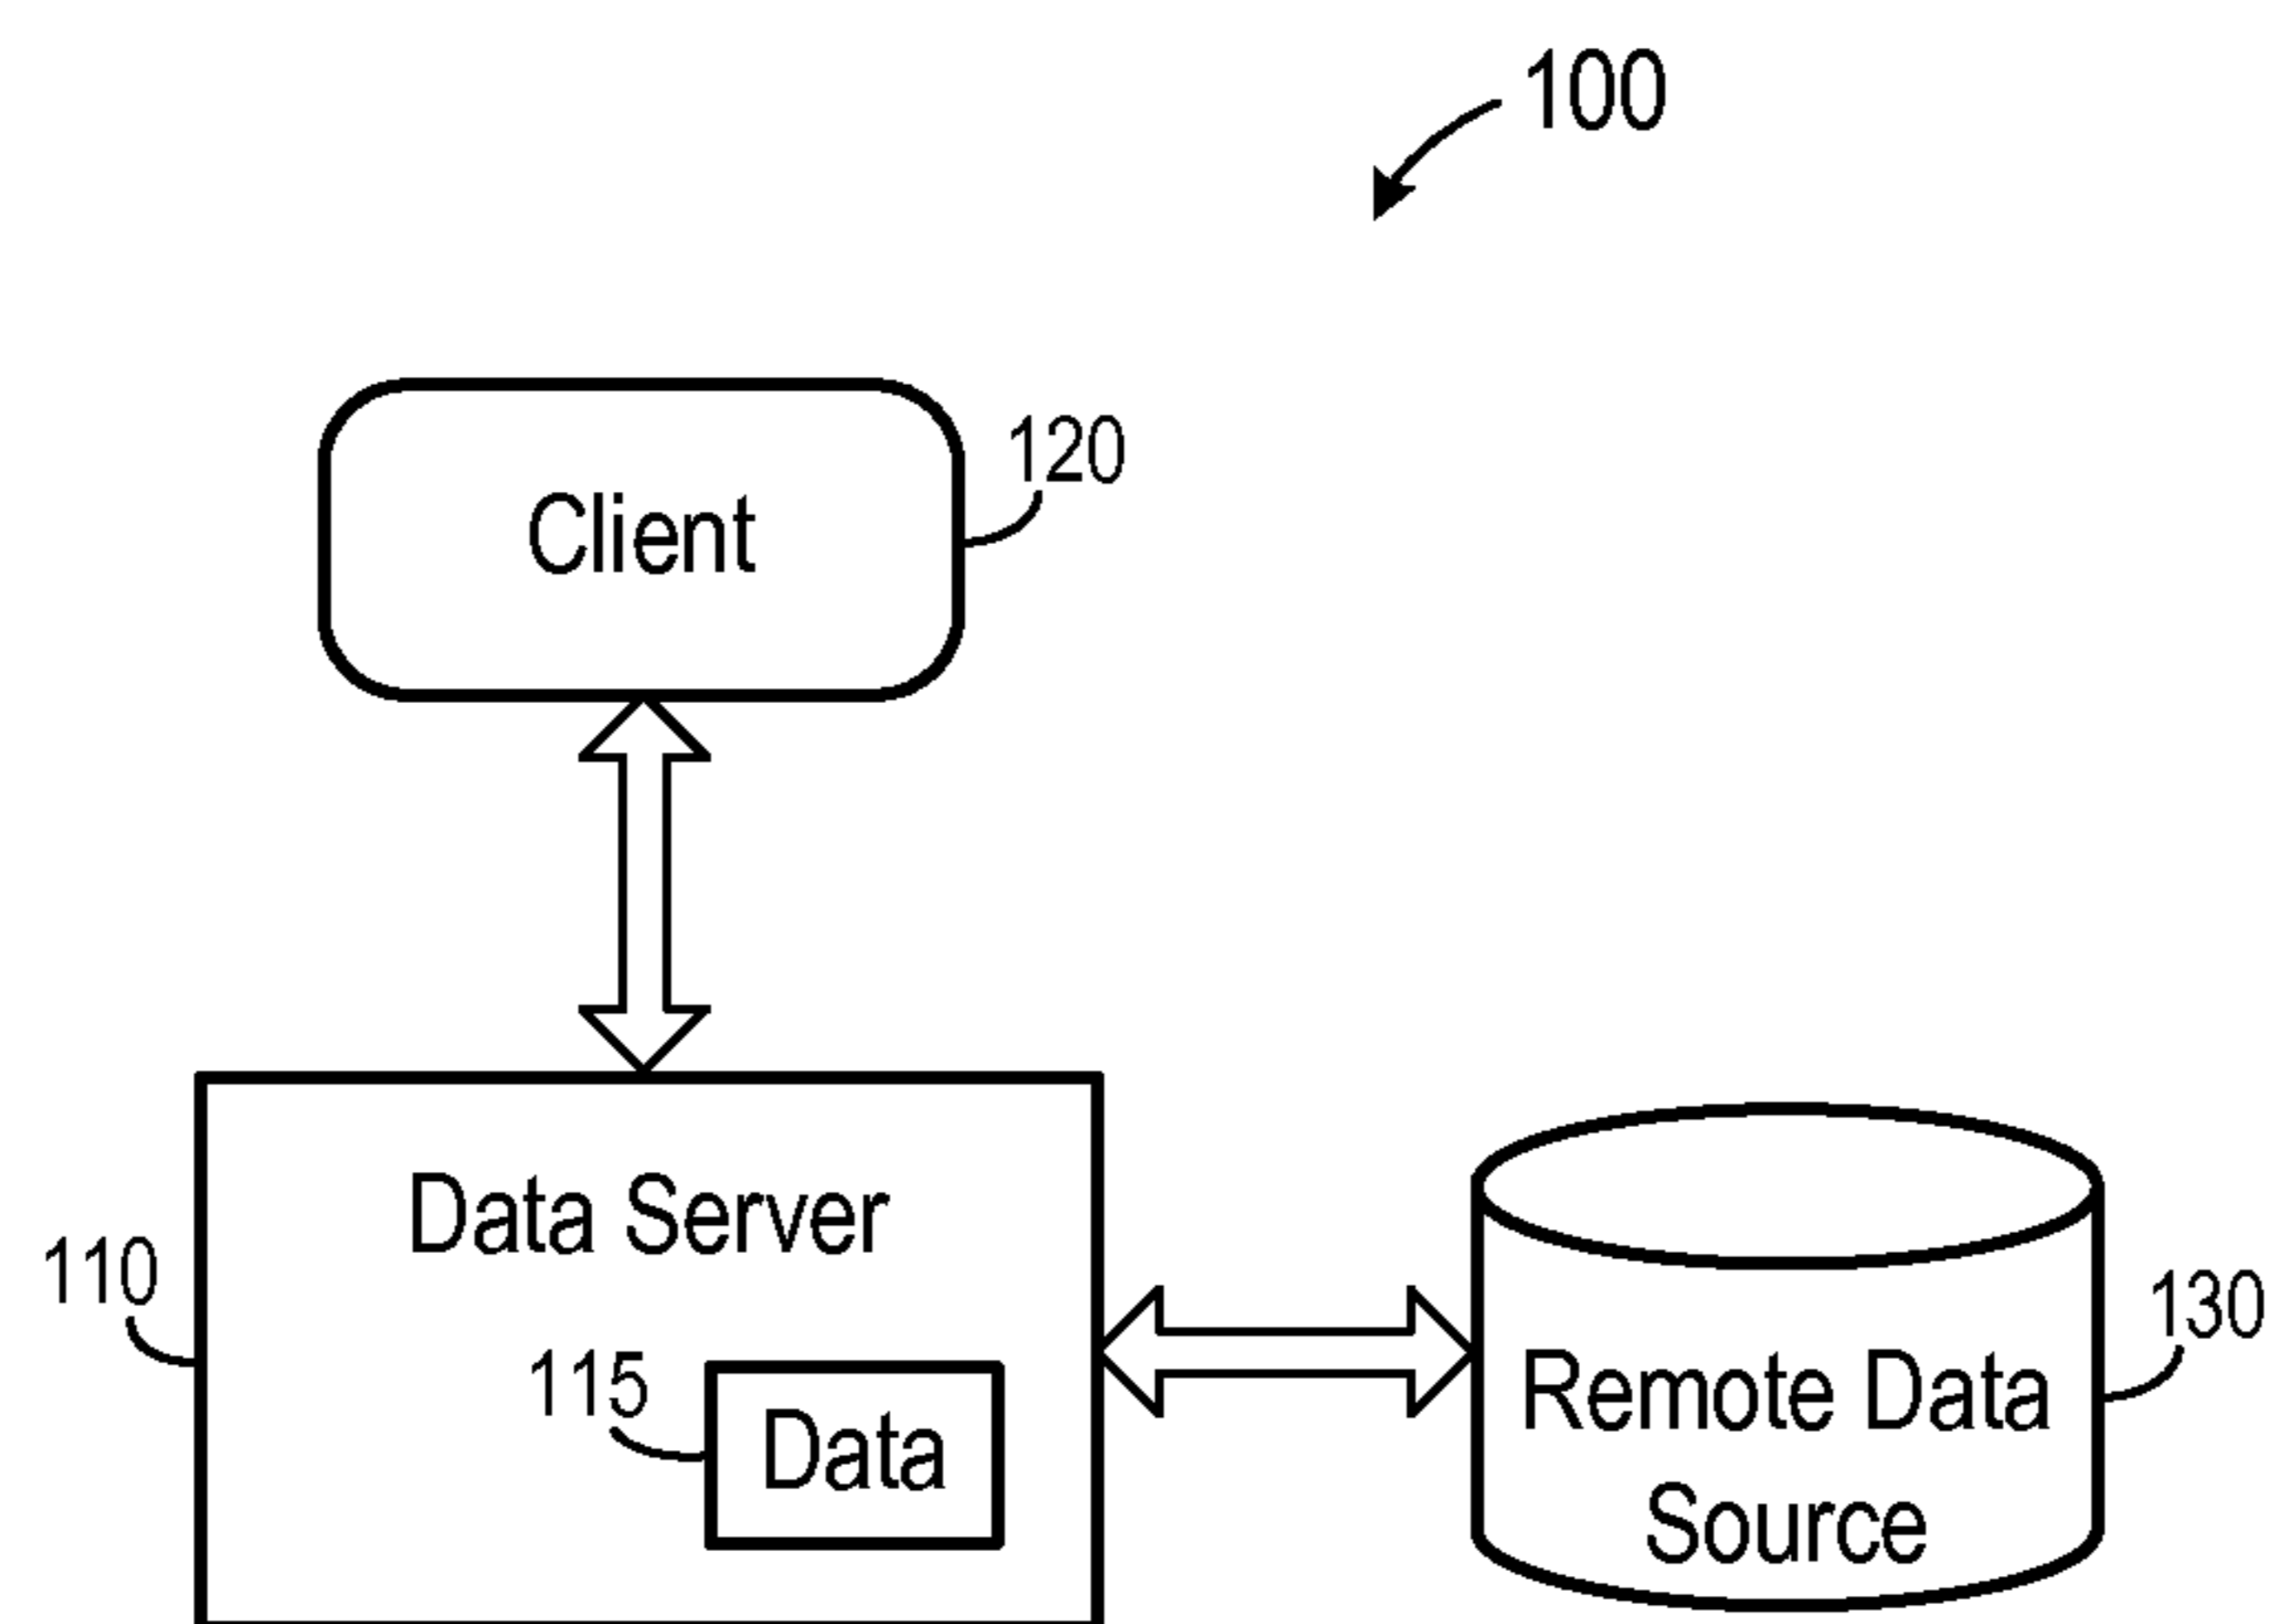 100
120
Client
Data Server
110
115
Data
130
Remote Data
Source